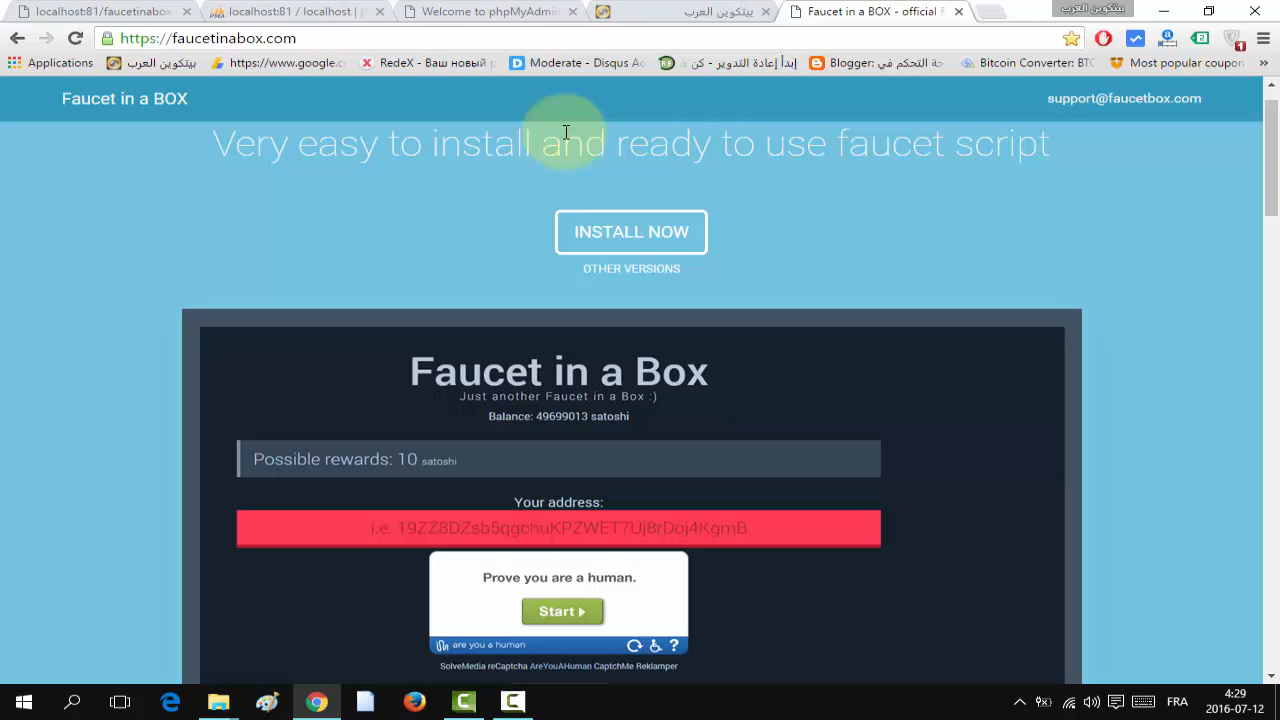 localhost:81/faucetinabox
localhost:81 / localhost | p
Welcome to phpMyAdmin
بيتكوين العرب
Faucet in a BOX - official F
بيتكوين العرب
https://faucetinabox.com
Applications
بيتكوين العرب
https://www.google.c
RedeX - Ваш новый р
Moderate - Disqus
إبدأ إعادة التدوير - كن د
Blogger: حة التحكم في
Bitcoin Converter: BTC
Most popular coupon
»
Faucet in a BOX
support@faucetbox.com
Very easy to install and ready to use faucet script
INSTALL NOW
OTHER VERSIONS
Faucet in a Box
Just another Faucet in a Box :)
Balance: 49699013 satoshi
Possible rewards: 10 satoshi
Your address:
i.e. 19ZZ8DZsb5qgchuKPZWET7Uj8rDoj4KgmB
Prove you are a human.
Start
are you a human
SolveMedia reCaptcha AreYouAHuman CaptchMe Reklamper
FRA
4:29
2016-07-12